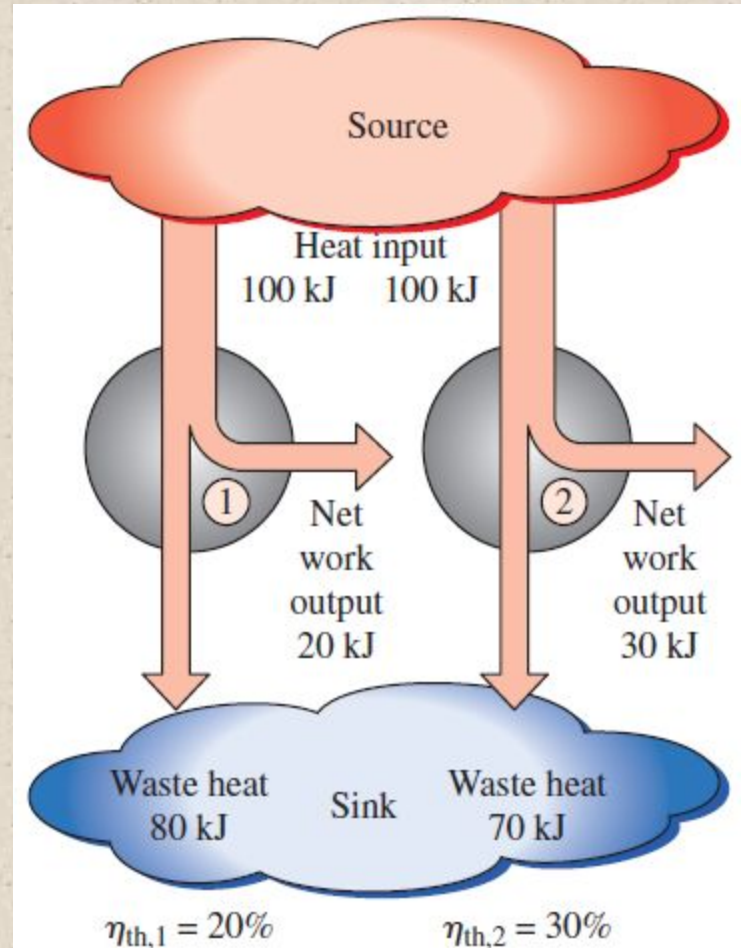 Source
Heat input
100 kJ 100 kJ
1
Net
work
output
20 kJ
2
Net
work
output
30 kJ
Waste heat
80 kJ
Sink
Waste heat
70 kJ
ηth,1 = 20%
ηth,2 = 30%